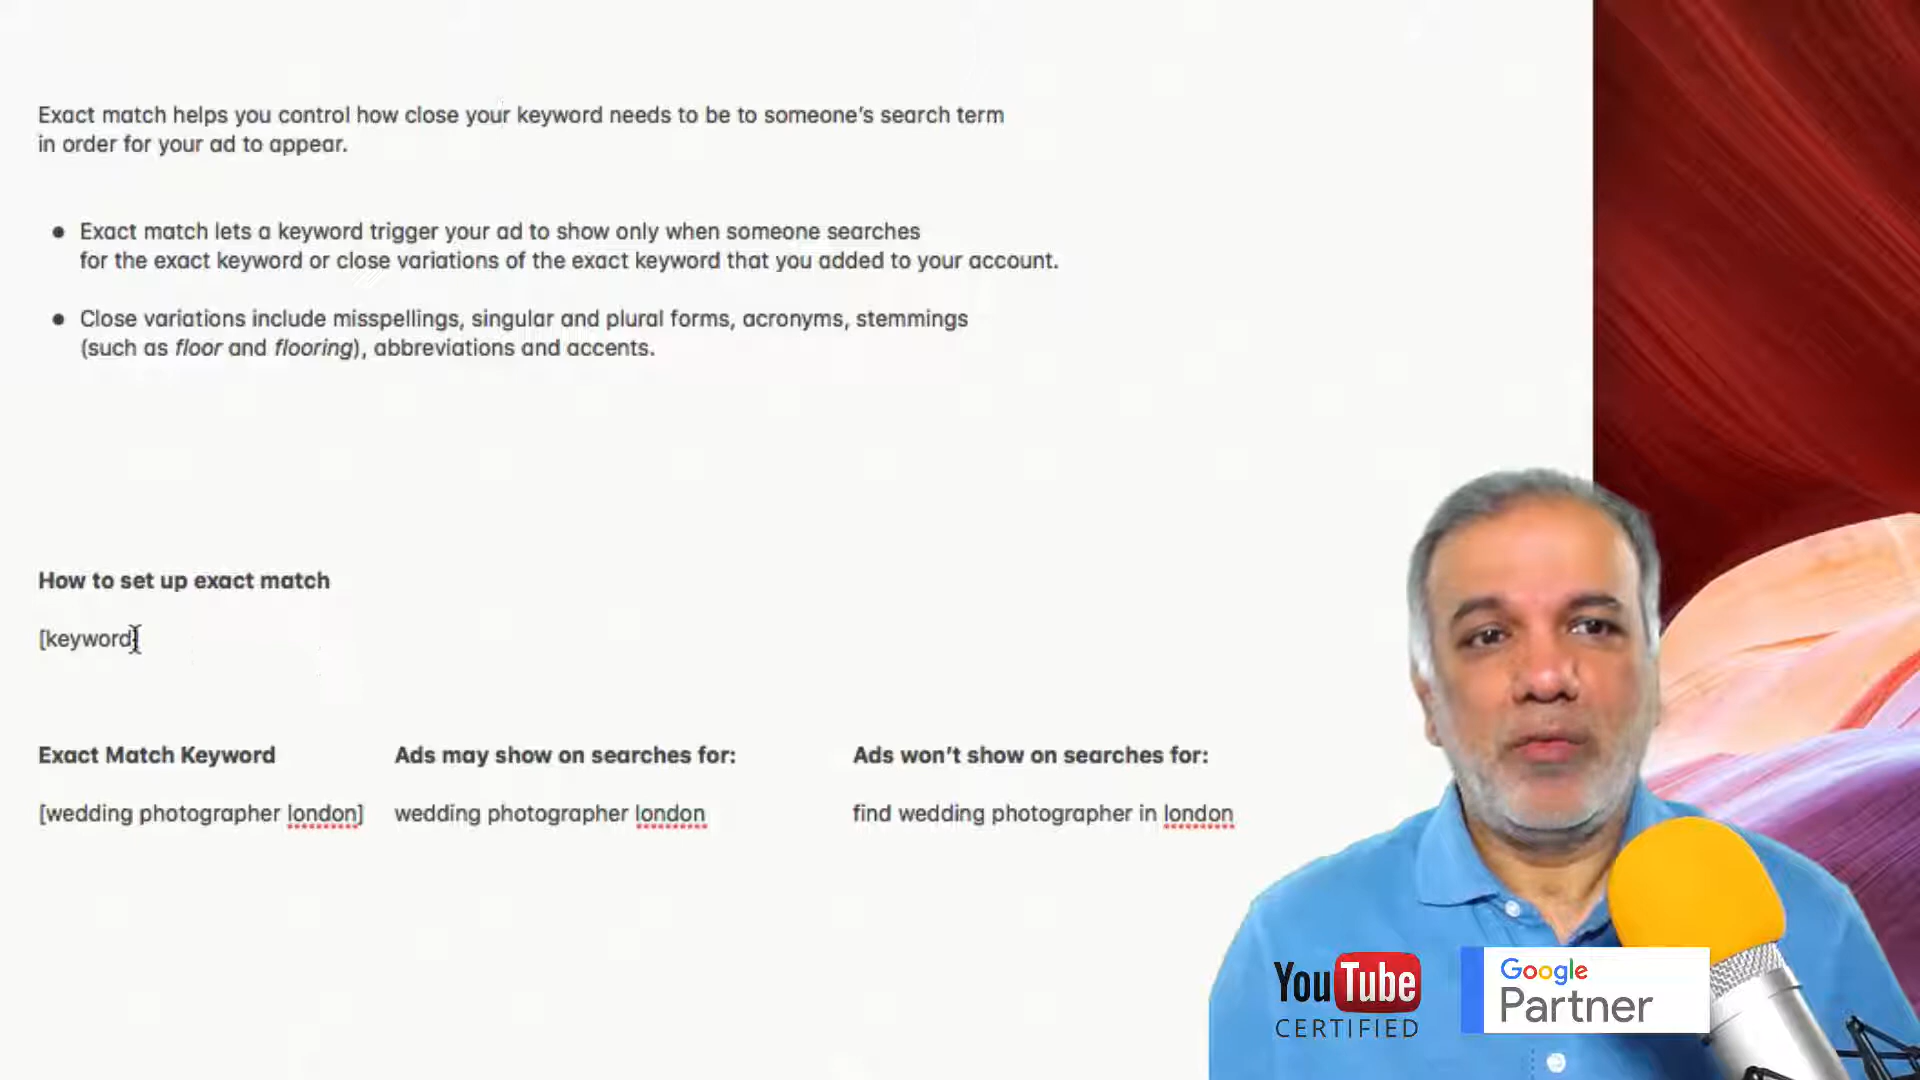 Exact match helps you control how close your keyword needs to be to someone’s search term
in order for your ad to appear.
● Exact match lets a keyword trigger your ad to show only when someone searches
for the exact keyword or close variations of the exact keyword that you added to your account.
● Close variations include misspellings, singular and plural forms, acronyms, stemmings
(such as floor and flooring), abbreviations and accents.
How to set up exact match
[keyword]
Exact Match Keyword Ads may show on searches for: Ads won’t show on searches for:
[wedding photographer london] wedding photographer london find wedding photographer in london
YouTube
CERTIFIED
Google
Partner